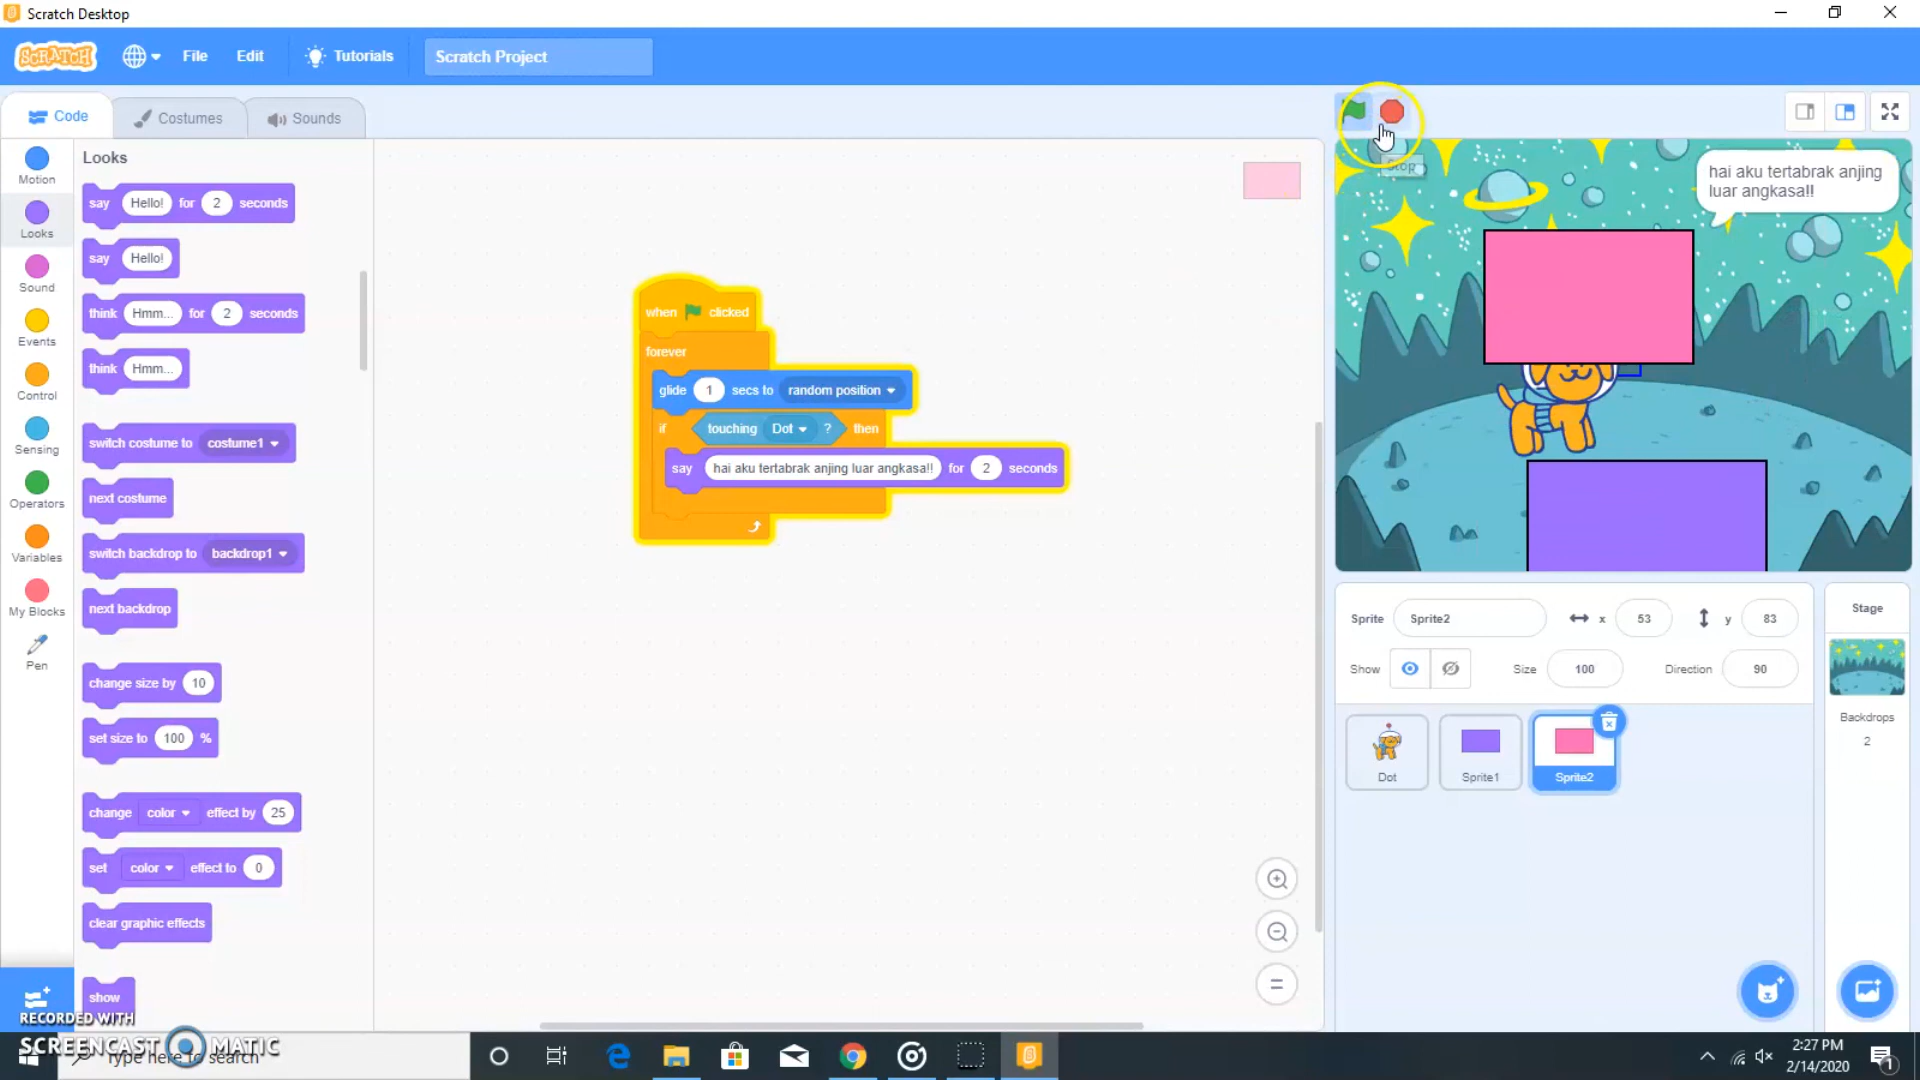 Scratch Desktop
SCRATCH
File
Edit
Tutorials
Scratch Project
Code
Costumes
Sounds
Motion
Looks
Sound
Events
Control
Sensing
Operators
Variables
My Blocks
Pen
Looks
say Hello! for 2 seconds
say Hello!
think Hmm... for 2 seconds
think Hmm...
switch costume to costume1
next costume
switch backdrop to backdrop1
next backdrop
change size by 10
set size to 100 %
change color effect by 25
set color effect to 0
clear graphic effects
show
when clicked
forever
glide 1 secs to random position
if touching Dot ? then
say hai aku tertabrak anjing luar angkasa!! for 2 seconds
Stop
hai aku tertabrak anjing
luar angkasa!!
Sprite Sprite2 x 53 y 83
Show Size 100 Direction 90
Dot
Sprite1
Sprite2
Stage
Backdrops
2
RECORDED WITH
SCREENCAST MATIC
Type here to search
2:27 PM
2/14/2020
1